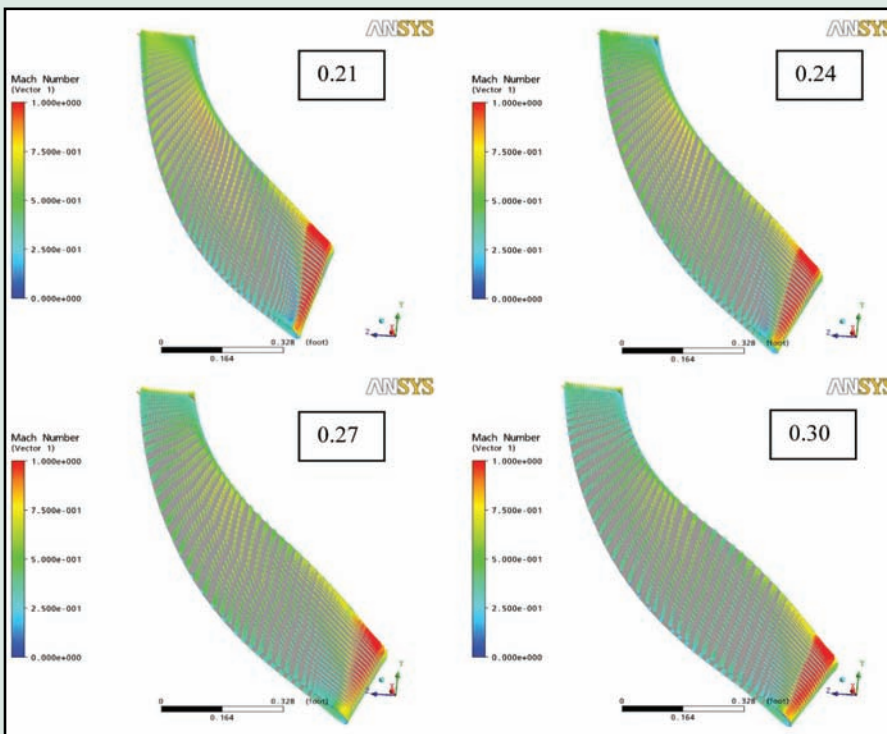 ANSYS
0.21
Mach Number
(Vector 1)
1.000e+000
7.500e-001
5.000e-001
2.500e-001
0.000e+000
0
0.328
(foot)
0.164
Z
Y
ANSYS
0.24
Mach Number
(Vector 1)
1.000e+000
7.500e-001
5.000e-001
2.500e-001
0.000e+000
0
0.328
(foot)
0.164
Z
Y
ANSYS
0.27
Mach Number
(Vector 1)
1.000e+000
7.500e-001
5.000e-001
2.500e-001
0.000e+000
0
0.328
(foot)
0.164
Z
Y
ANSYS
0.30
Mach Number
(Vector 1)
1.000e+000
7.500e-001
5.000e-001
2.500e-001
0.000e+000
0
0.328
(foot)
0.164
Z
Y